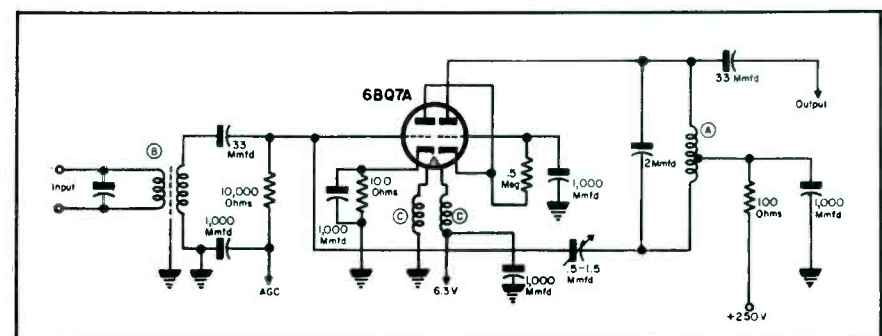 6BQ7A
B
33
Mmfd
Input
10,000
Ohms
1,000
Mmfd
AGC
1,000
Mmfd
100
Ohms
C
D
6.3 V
1,000
Mmfd
.5
Meg
1,000
Mmfd
.5-1.5
Mmfd
2Mmfd
33
Mmfd
Output
A
100
Ohms
1,000
Mmfd
+250V